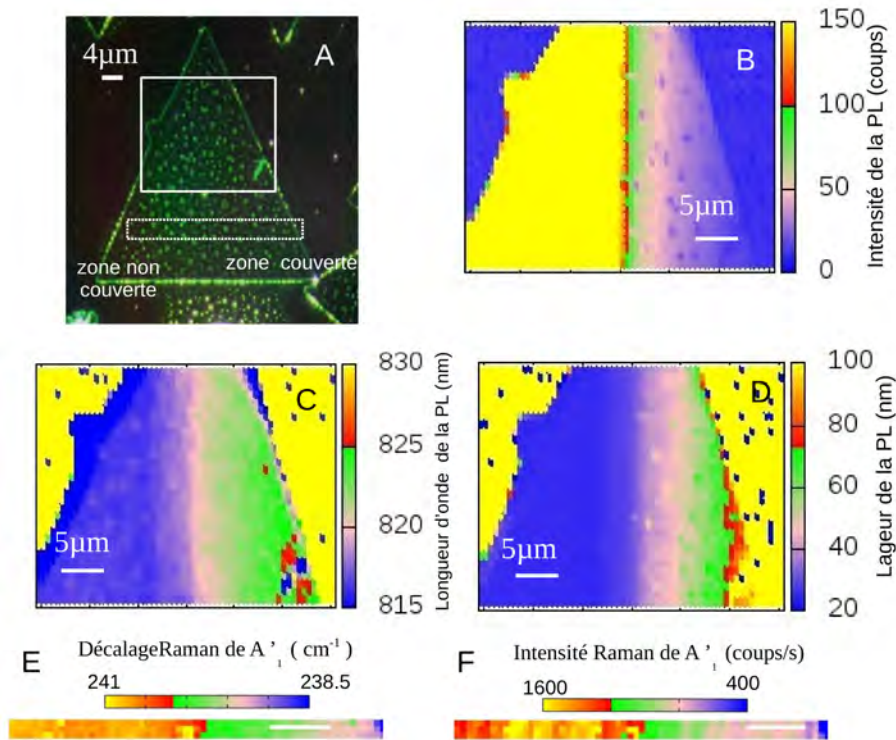 A
4µm
zone non
couverte
zone couverte
B
5µm
150
100
50
0
Intensité de la PL (coups)
C
5µm
830
825
820
815
Longueur d'onde de la PL (nm)
D
5µm
100
80
60
40
20
Lageur de la PL (nm)
E
DécalageRaman de A '₁ ( cm⁻¹ )
241
238.5
F
Intensité Raman de A '₁ (coups/s)
1600
400